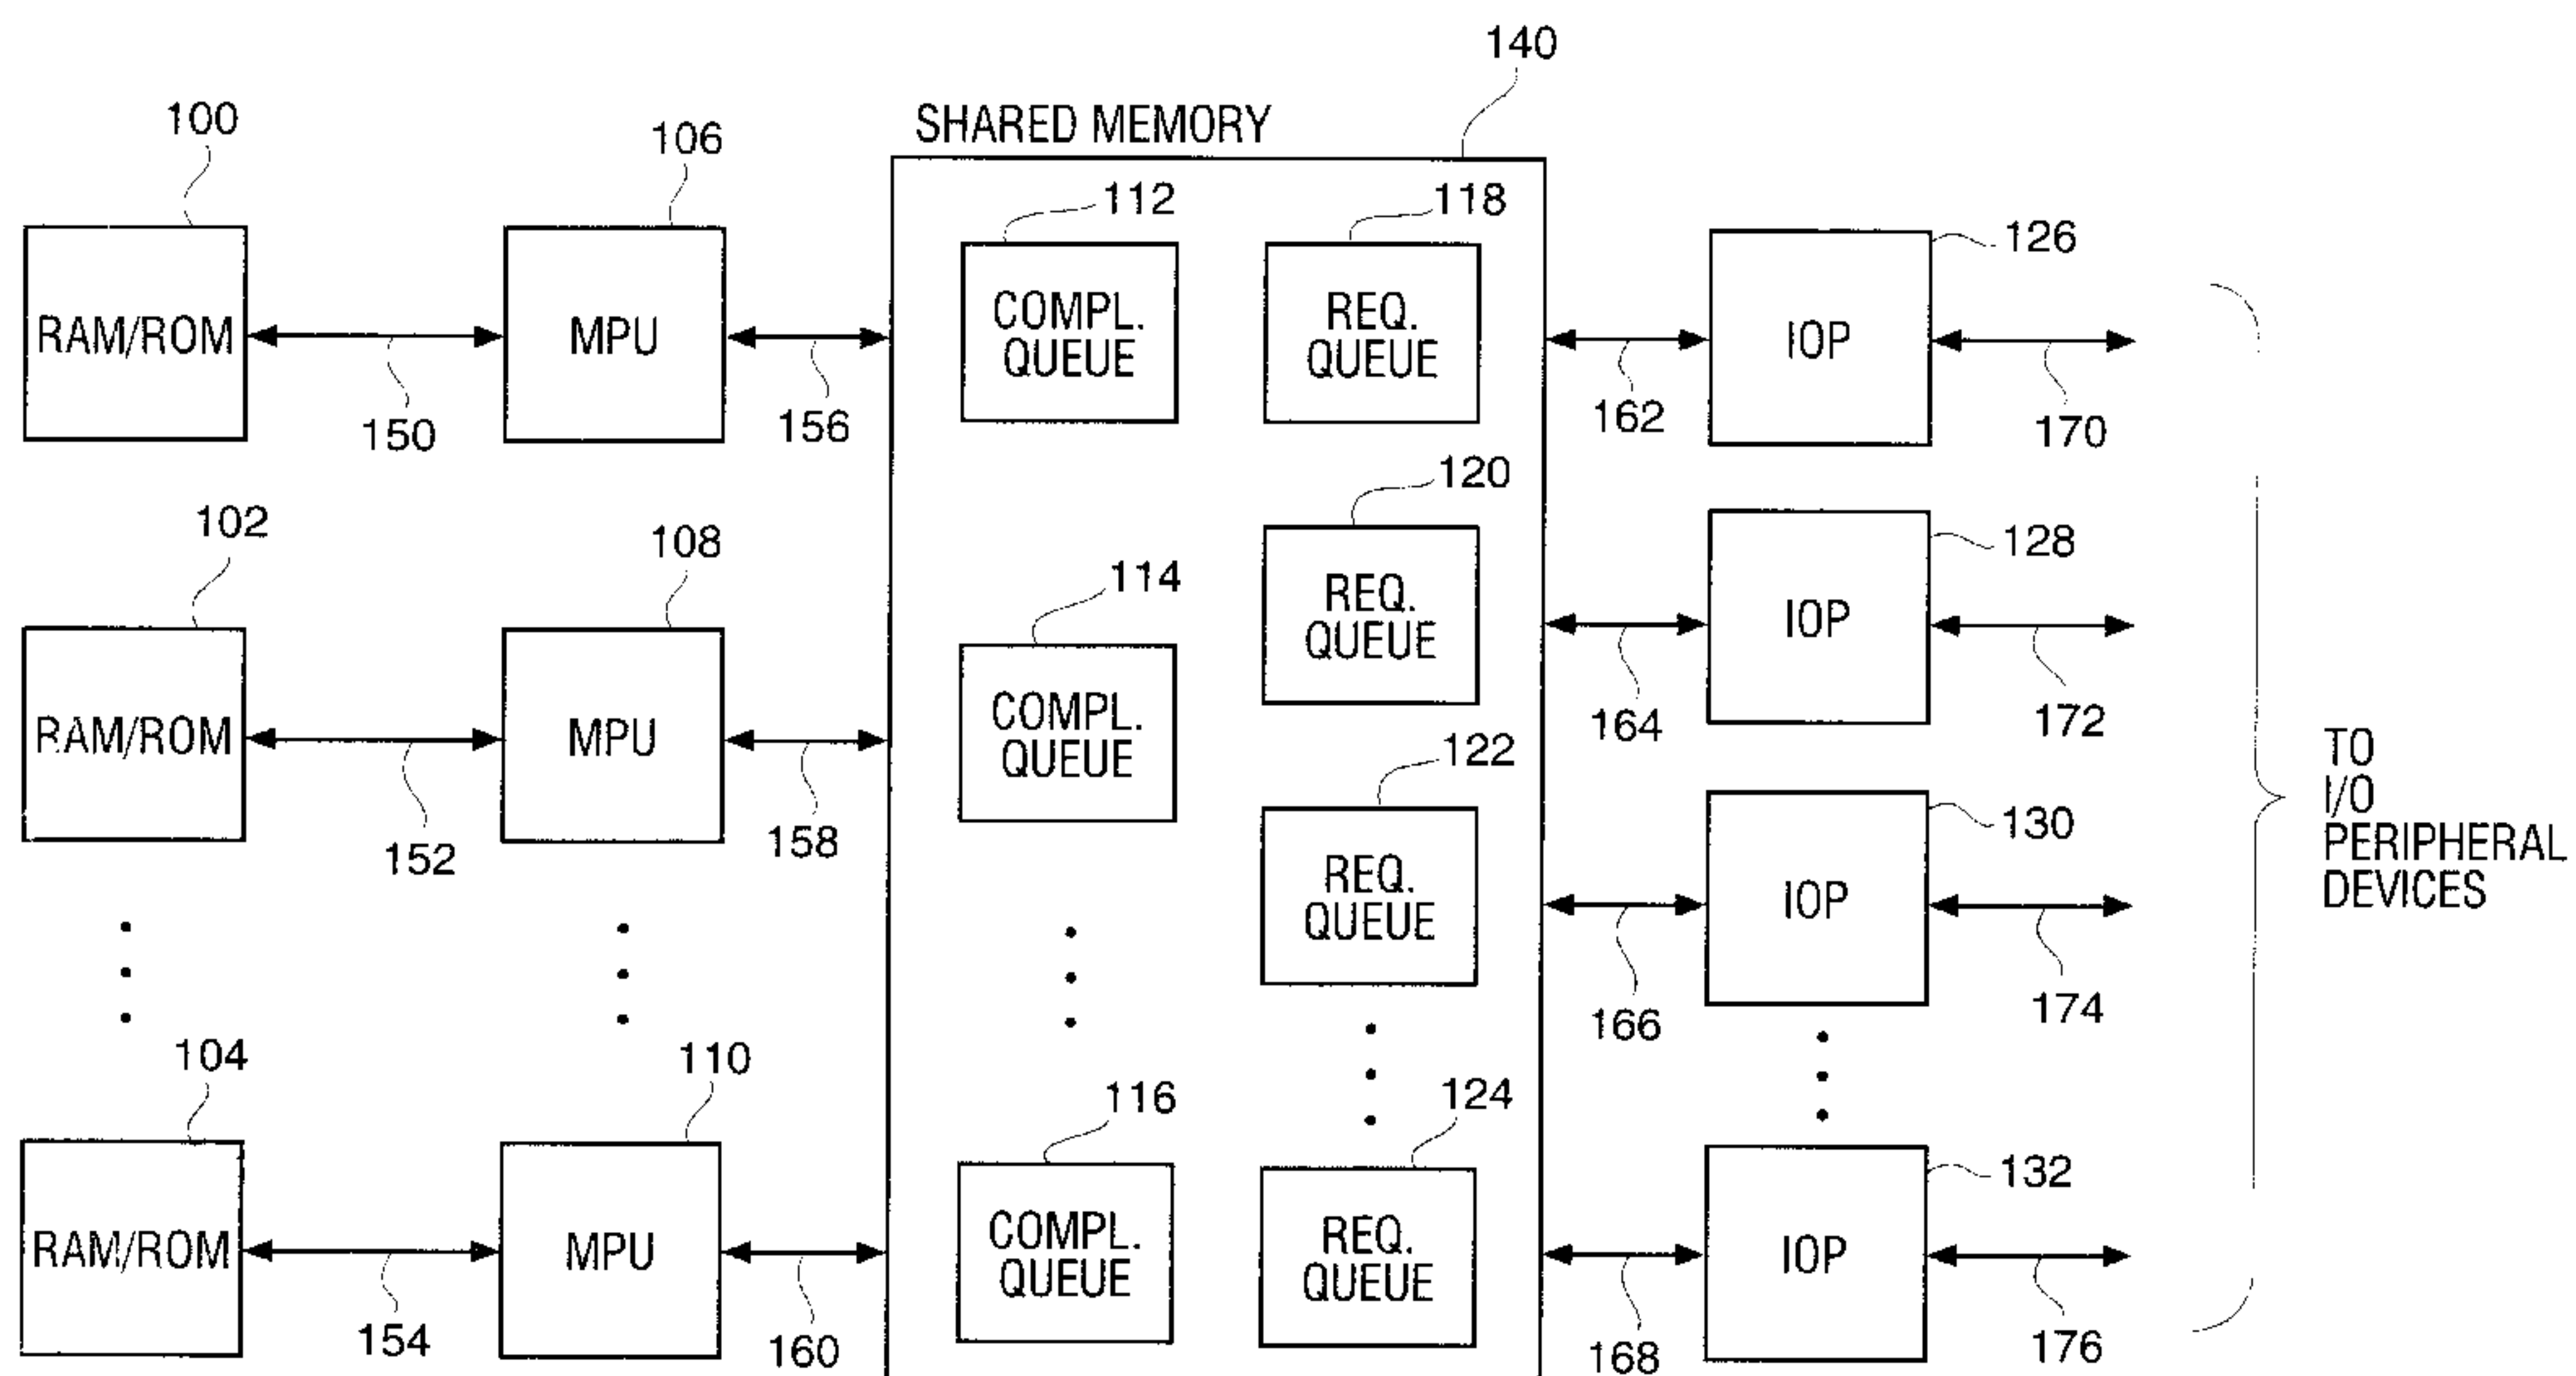 140
SHARED MEMORY
100
106
112
118
126
RAM/ROM
MPU
COMPL.
QUEUE
REQ.
QUEUE
IOP
150
156
162
170
120
102
108
114
128
REQ.
QUEUE
IOP
RAM/ROM
MPU
COMPL.
QUEUE
164
172
122
152
158
130
REQ.
QUEUE
IOP
TO
I/O
PERIPHERAL
DEVICES
166
174
104
110
116
124
132
RAM/ROM
MPU
COMPL.
QUEUE
REQ.
QUEUE
IOP
154
160
168
176